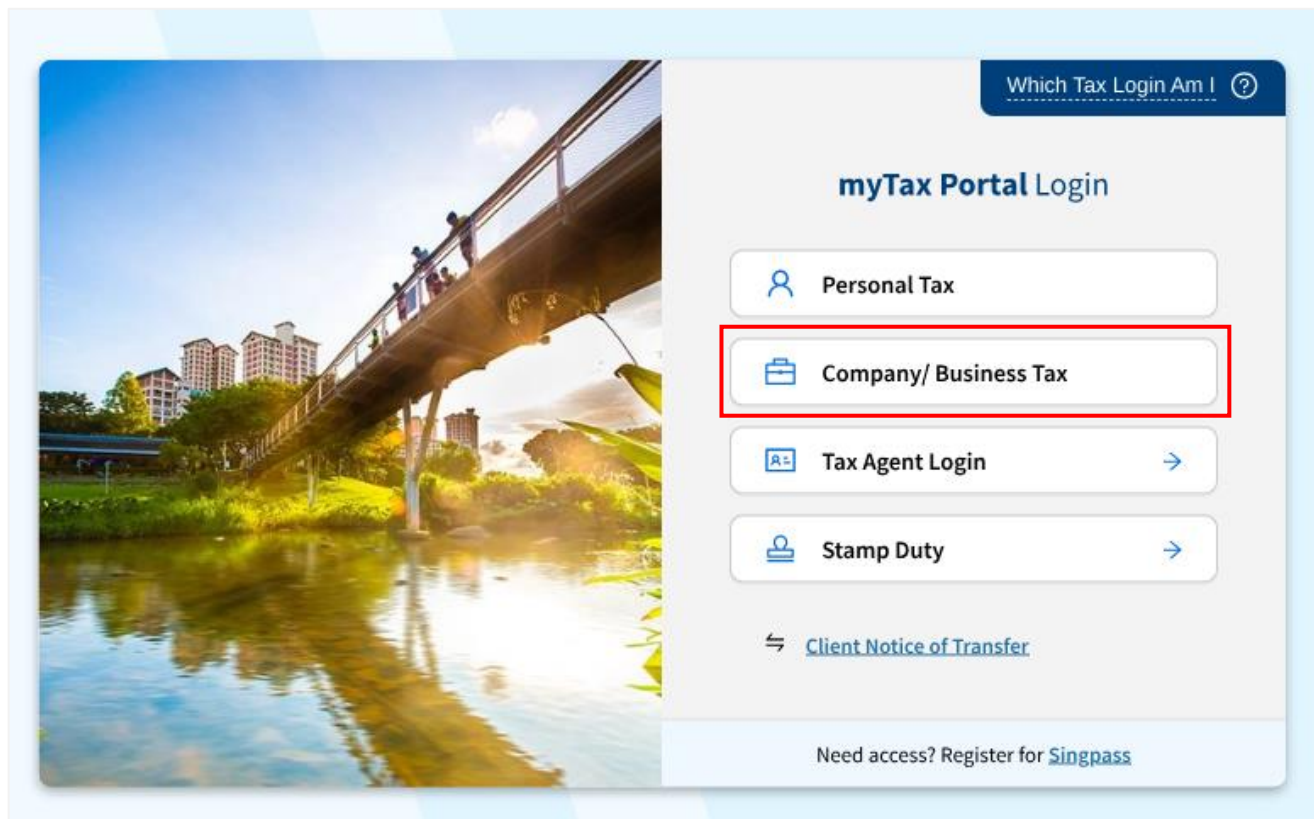 Which Tax Login Am I
myTax Portal Login
Personal Tax
Company/ Business Tax
Tax Agent Login
Stamp Duty
Client Notice of Transfer
Need access? Register for Singpass